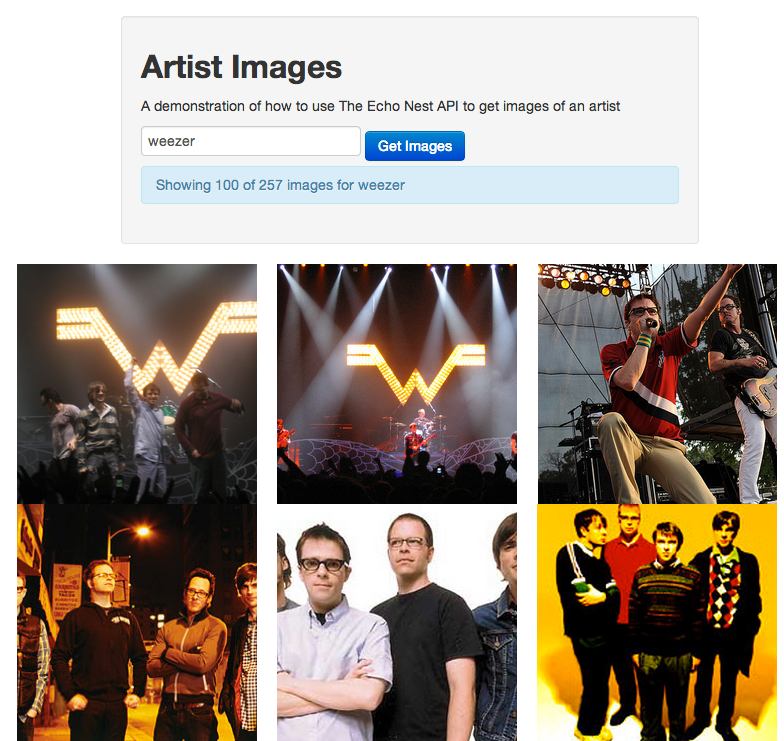 Artist Images
A demonstration of how to use The Echo Nest API to get images of an artist
weezer
Get Images
Showing 100 of 257 images for weezer